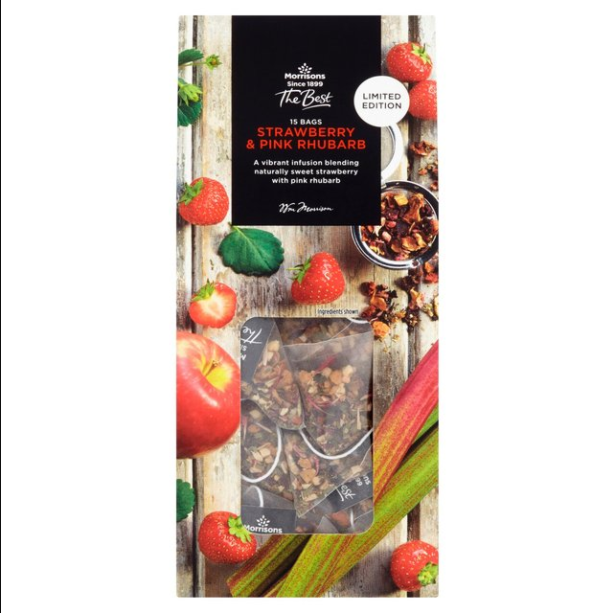 Morrisons
Since 1899
The Best
LIMITED
EDITION
15 BAGS
STRAWBERRY
& PINK RHUBARB
A vibrant infusion blending
naturally sweet strawberry
with pink rhubarb
Wm Morrison
Ingredients shown
The
Morrisons